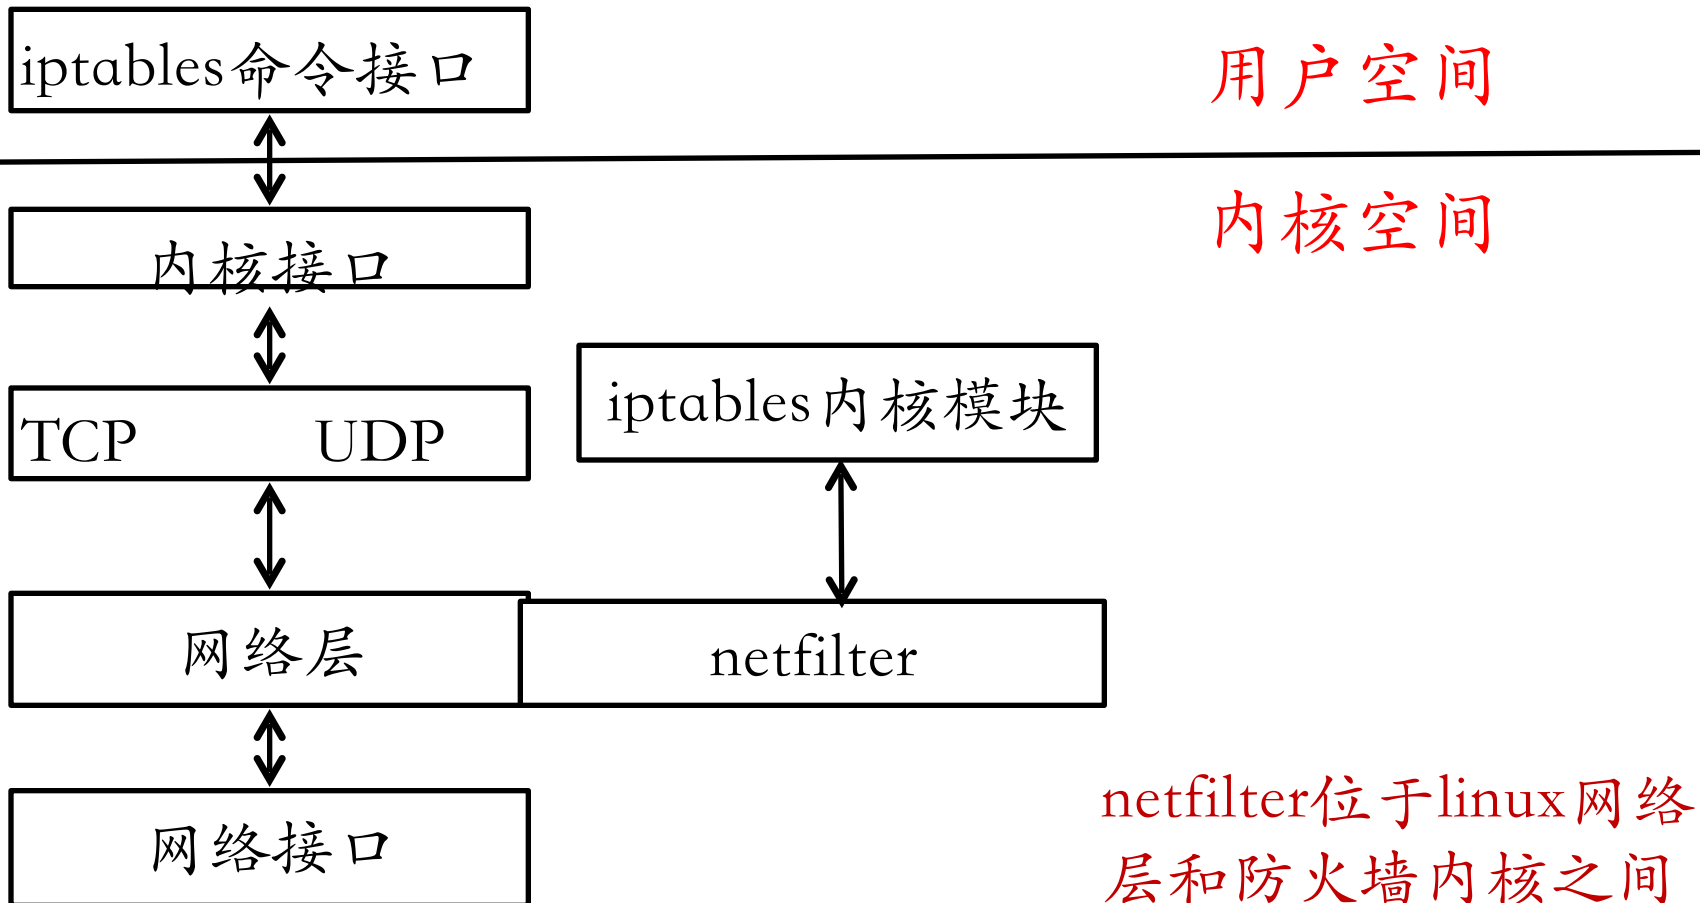 iptables命令接口
用户空间
内核空间
内核接口
iptables内核模块
TCP UDP
网络层
netfilter
网络接口
netfilter位于linux网络
层和防火墙内核之间